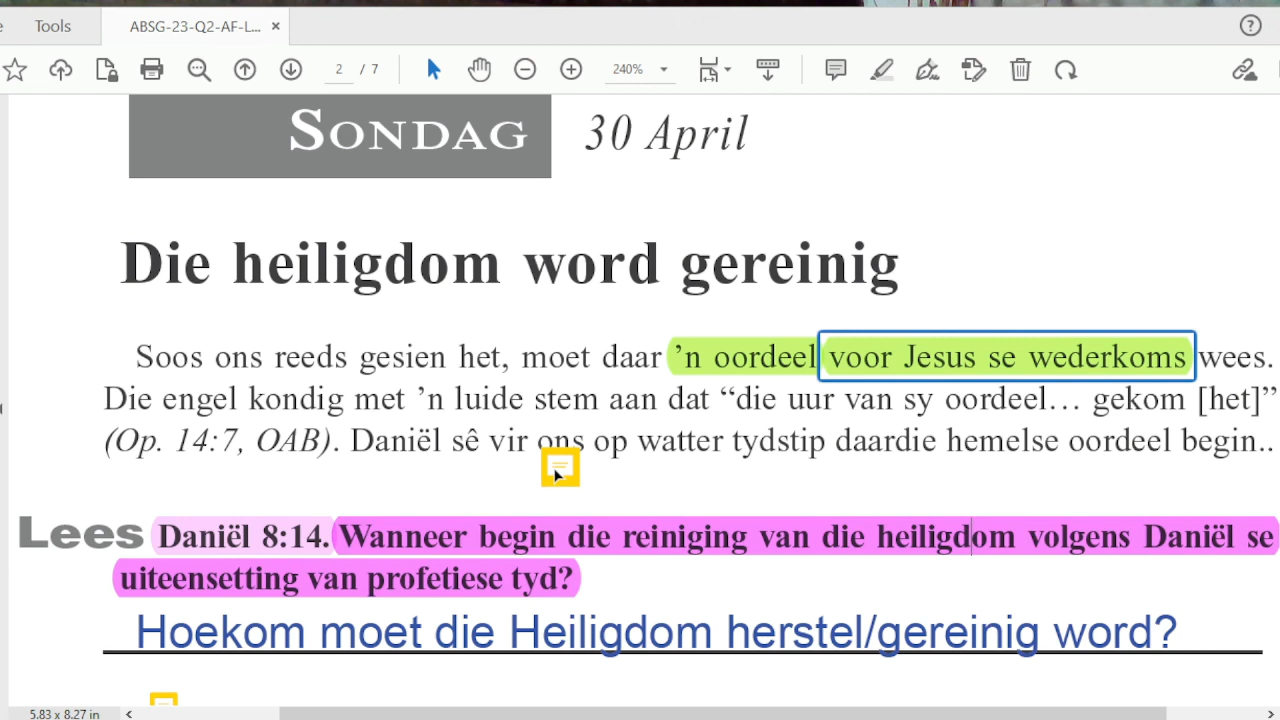 Tools
ABSG-23-Q2-AF-L... ×
2 / 7
240%
SONDAG 30 April
Die heiligdom word gereinig
Soos ons reeds gesien het, moet daar ’n oordeel voor Jesus se wederkoms wees.
Die engel kondig met ’n luide stem aan dat “die uur van sy oordeel… gekom [het]”
(Op. 14:7, OAB). Daniël sê vir ons op watter tydstip daardie hemelse oordeel begin..
Lees Daniël 8:14. Wanneer begin die reiniging van die heiligdom volgens Daniël se
uiteensetting van profetiese tyd?
Hoekom moet die Heiligdom herstel/gereinig word?
5.83 x 8.27 in